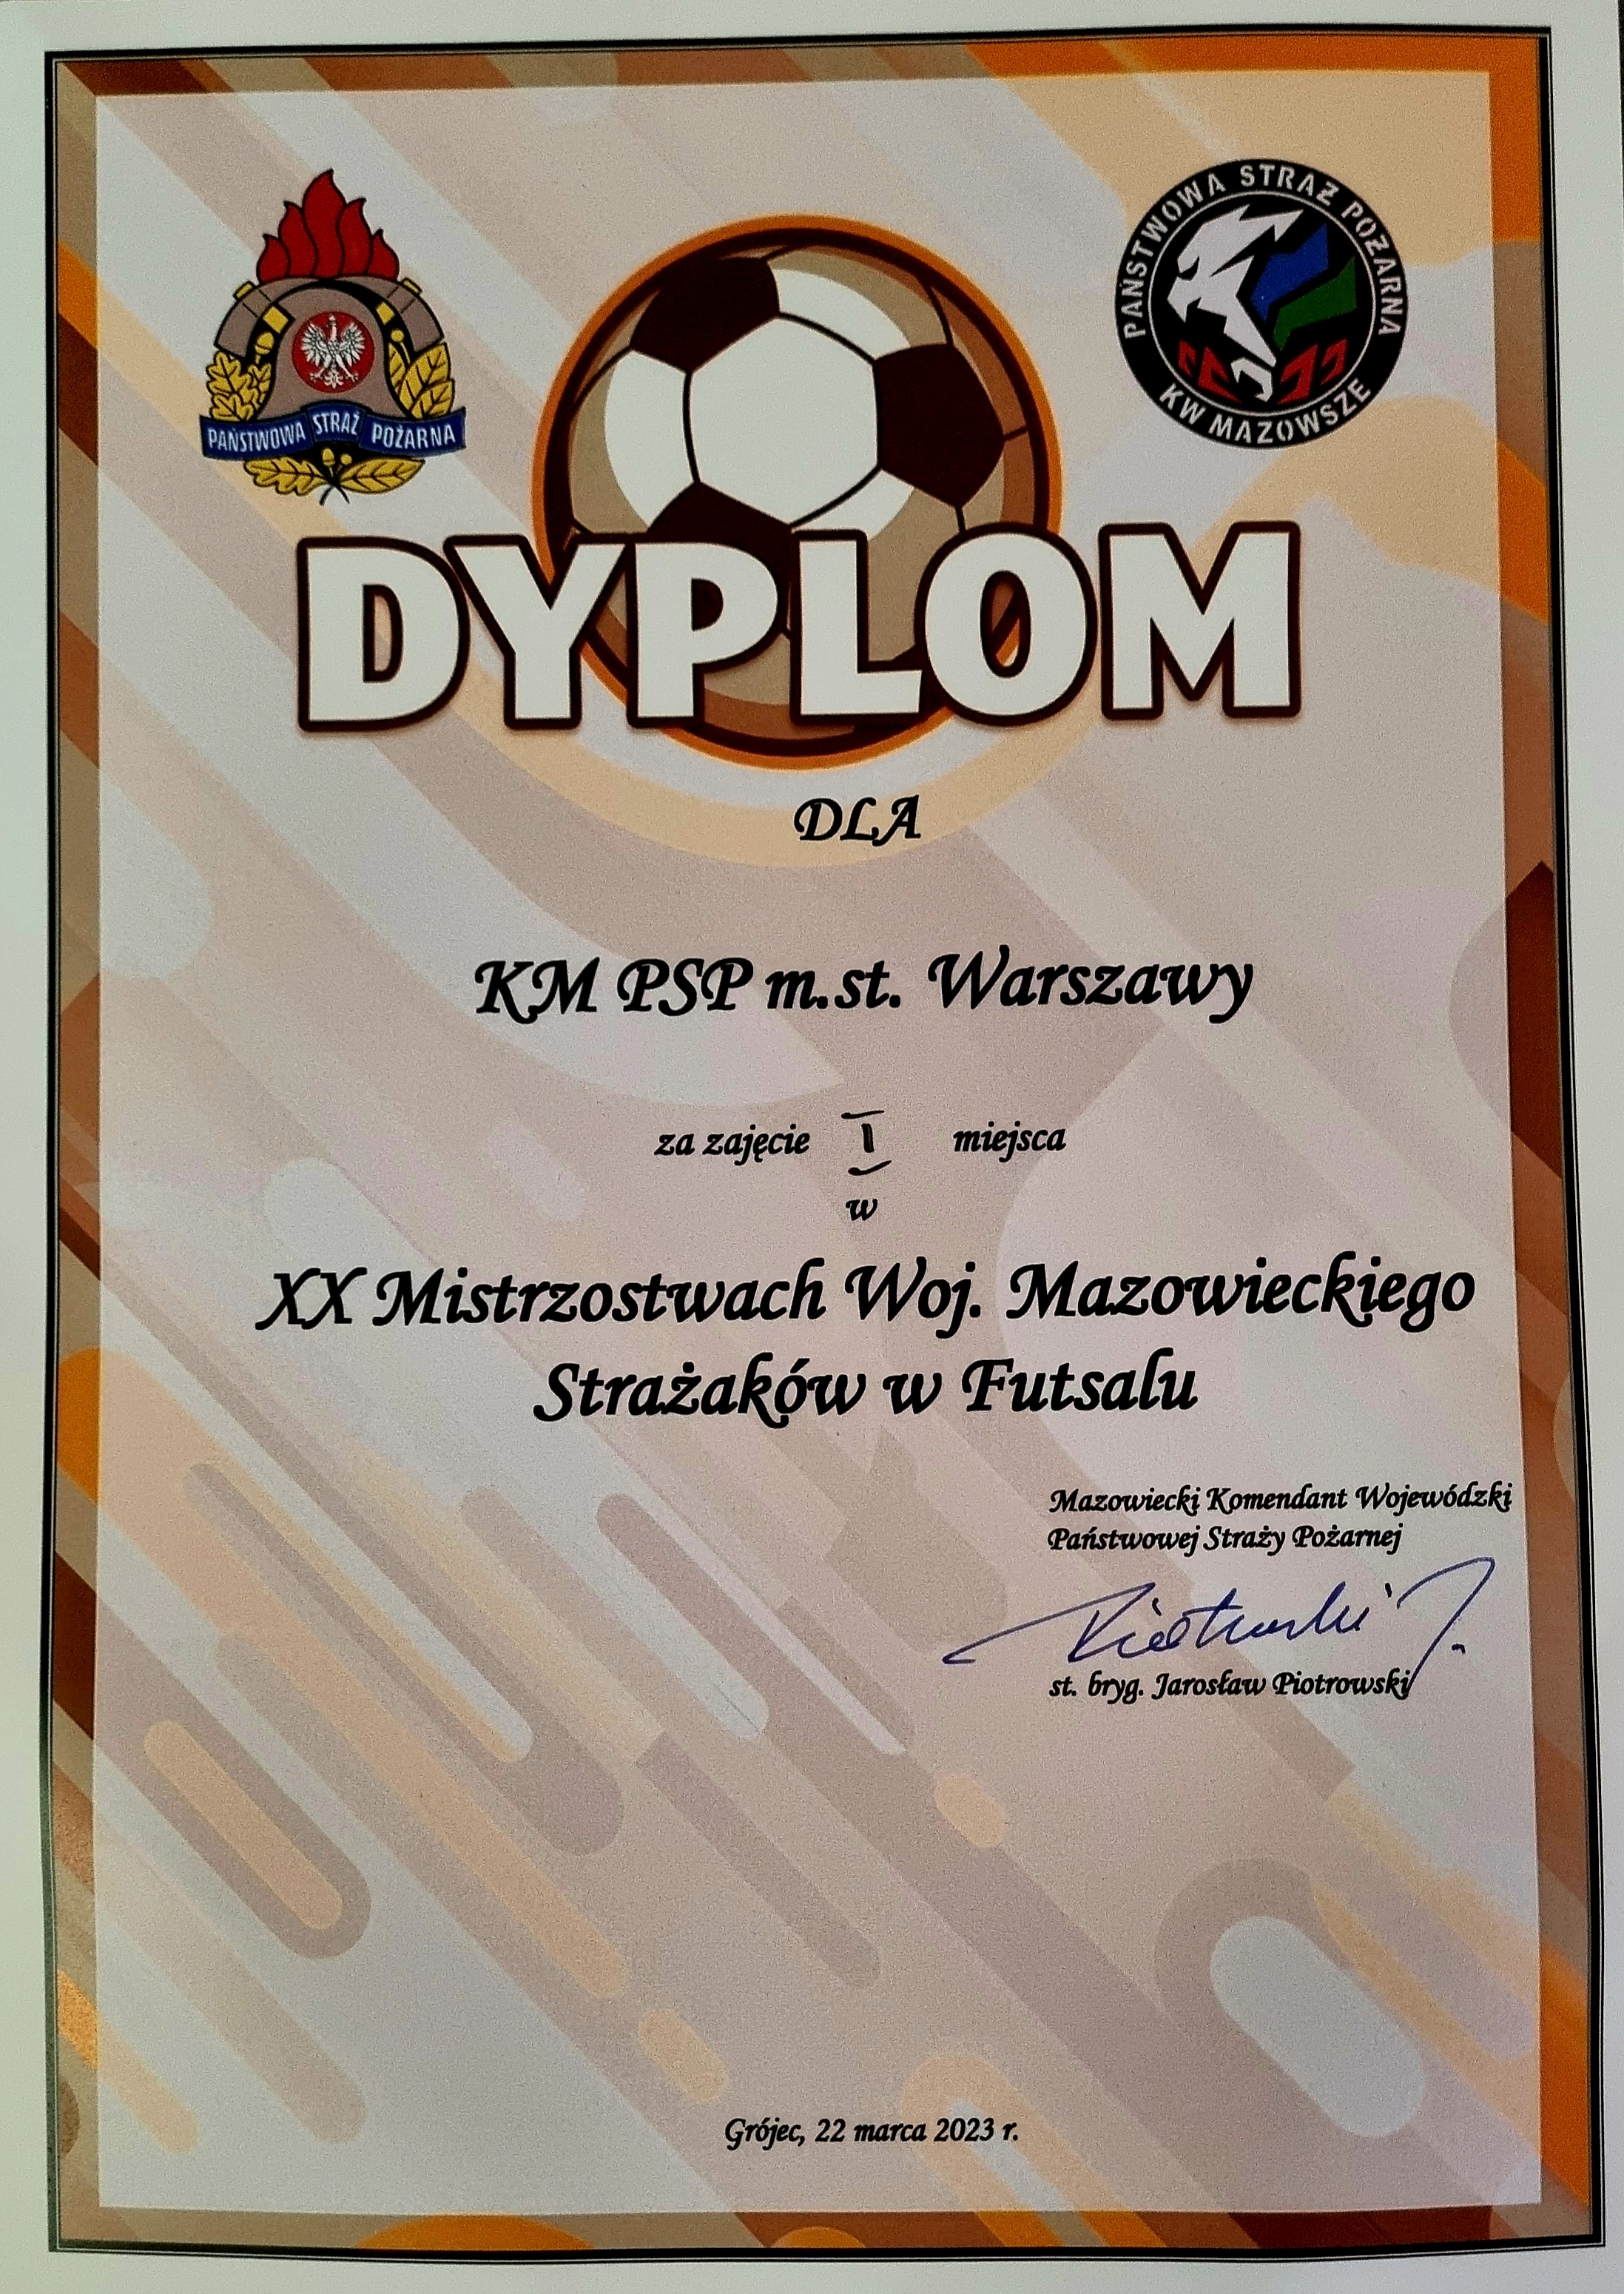 PAŃSTWOWA STRAŻ POŻARNA
PAŃSTWOWA STRAŻ POŻARNA
KW MAZOWSZE
DYPLOM
DLA
KM PSP m.st. Warszawy
za zajęcie I miejsca
w
XX Mistrzostwach Woj. Mazowieckiego
Strażaków w Futsalu
Mazowiecki Komendant Wojewódzki
Państwowej Straży Pożarnej
Piotrowski J.
st. bryg. Jarosław Piotrowski
Grójec, 22 marca 2023 r.